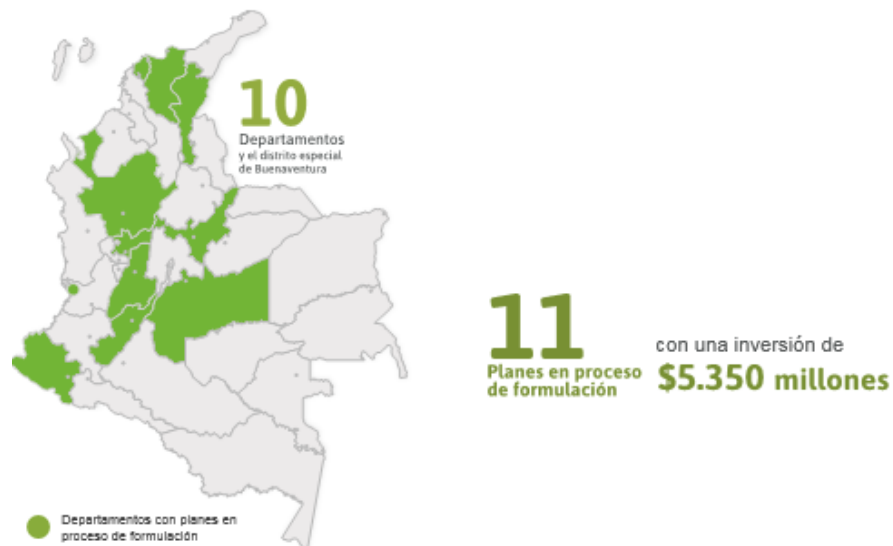 10
Departamentos
y el distrito especial
de Buenaventura
11
Planes en proceso
de formulación
con una inversión de
$5.350 millones
Departamentos con planes en
proceso de formulación